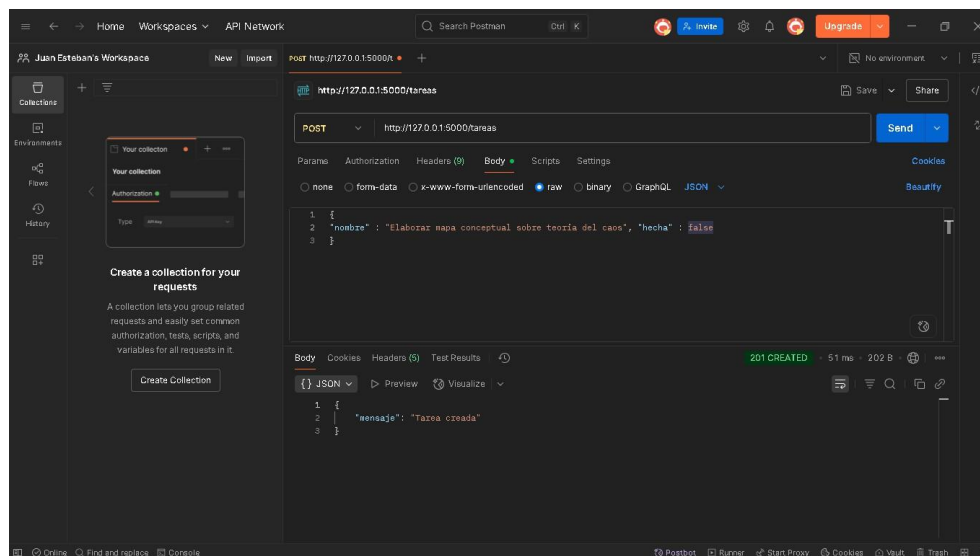 Home Workspaces API Network Search Postman Ctrl K Invite Upgrade
Juan Esteban's Workspace New Import POST http://127.0.0.1:5000/t No environment
Collections
Environments
Flows
History
Your collection
Your collection
Authorization
Type
Create a collection for your
requests
A collection lets you group related
requests and easily set common
authorization, tests, scripts, and
variables for all requests in it.
Create Collection
http://127.0.0.1:5000/tareas Save Share
POST http://127.0.0.1:5000/tareas Send
Params Authorization Headers (9) Body Scripts Settings Cookies
none form-data x-www-form-urlencoded raw binary GraphQL JSON Beautify
1 {
2 "nombre" : "Elaborar mapa conceptual sobre teoria del caos", "hecha" : false
3 }
Body Cookies Headers (5) Test Results 201 CREATED 51 ms 202 B
{} JSON Preview Visualize
1 {
2 "mensaje": "Tarea creada"
3 }
Online Find and replace Console Postbot Runner Start Proxy Cookies Vault Trash